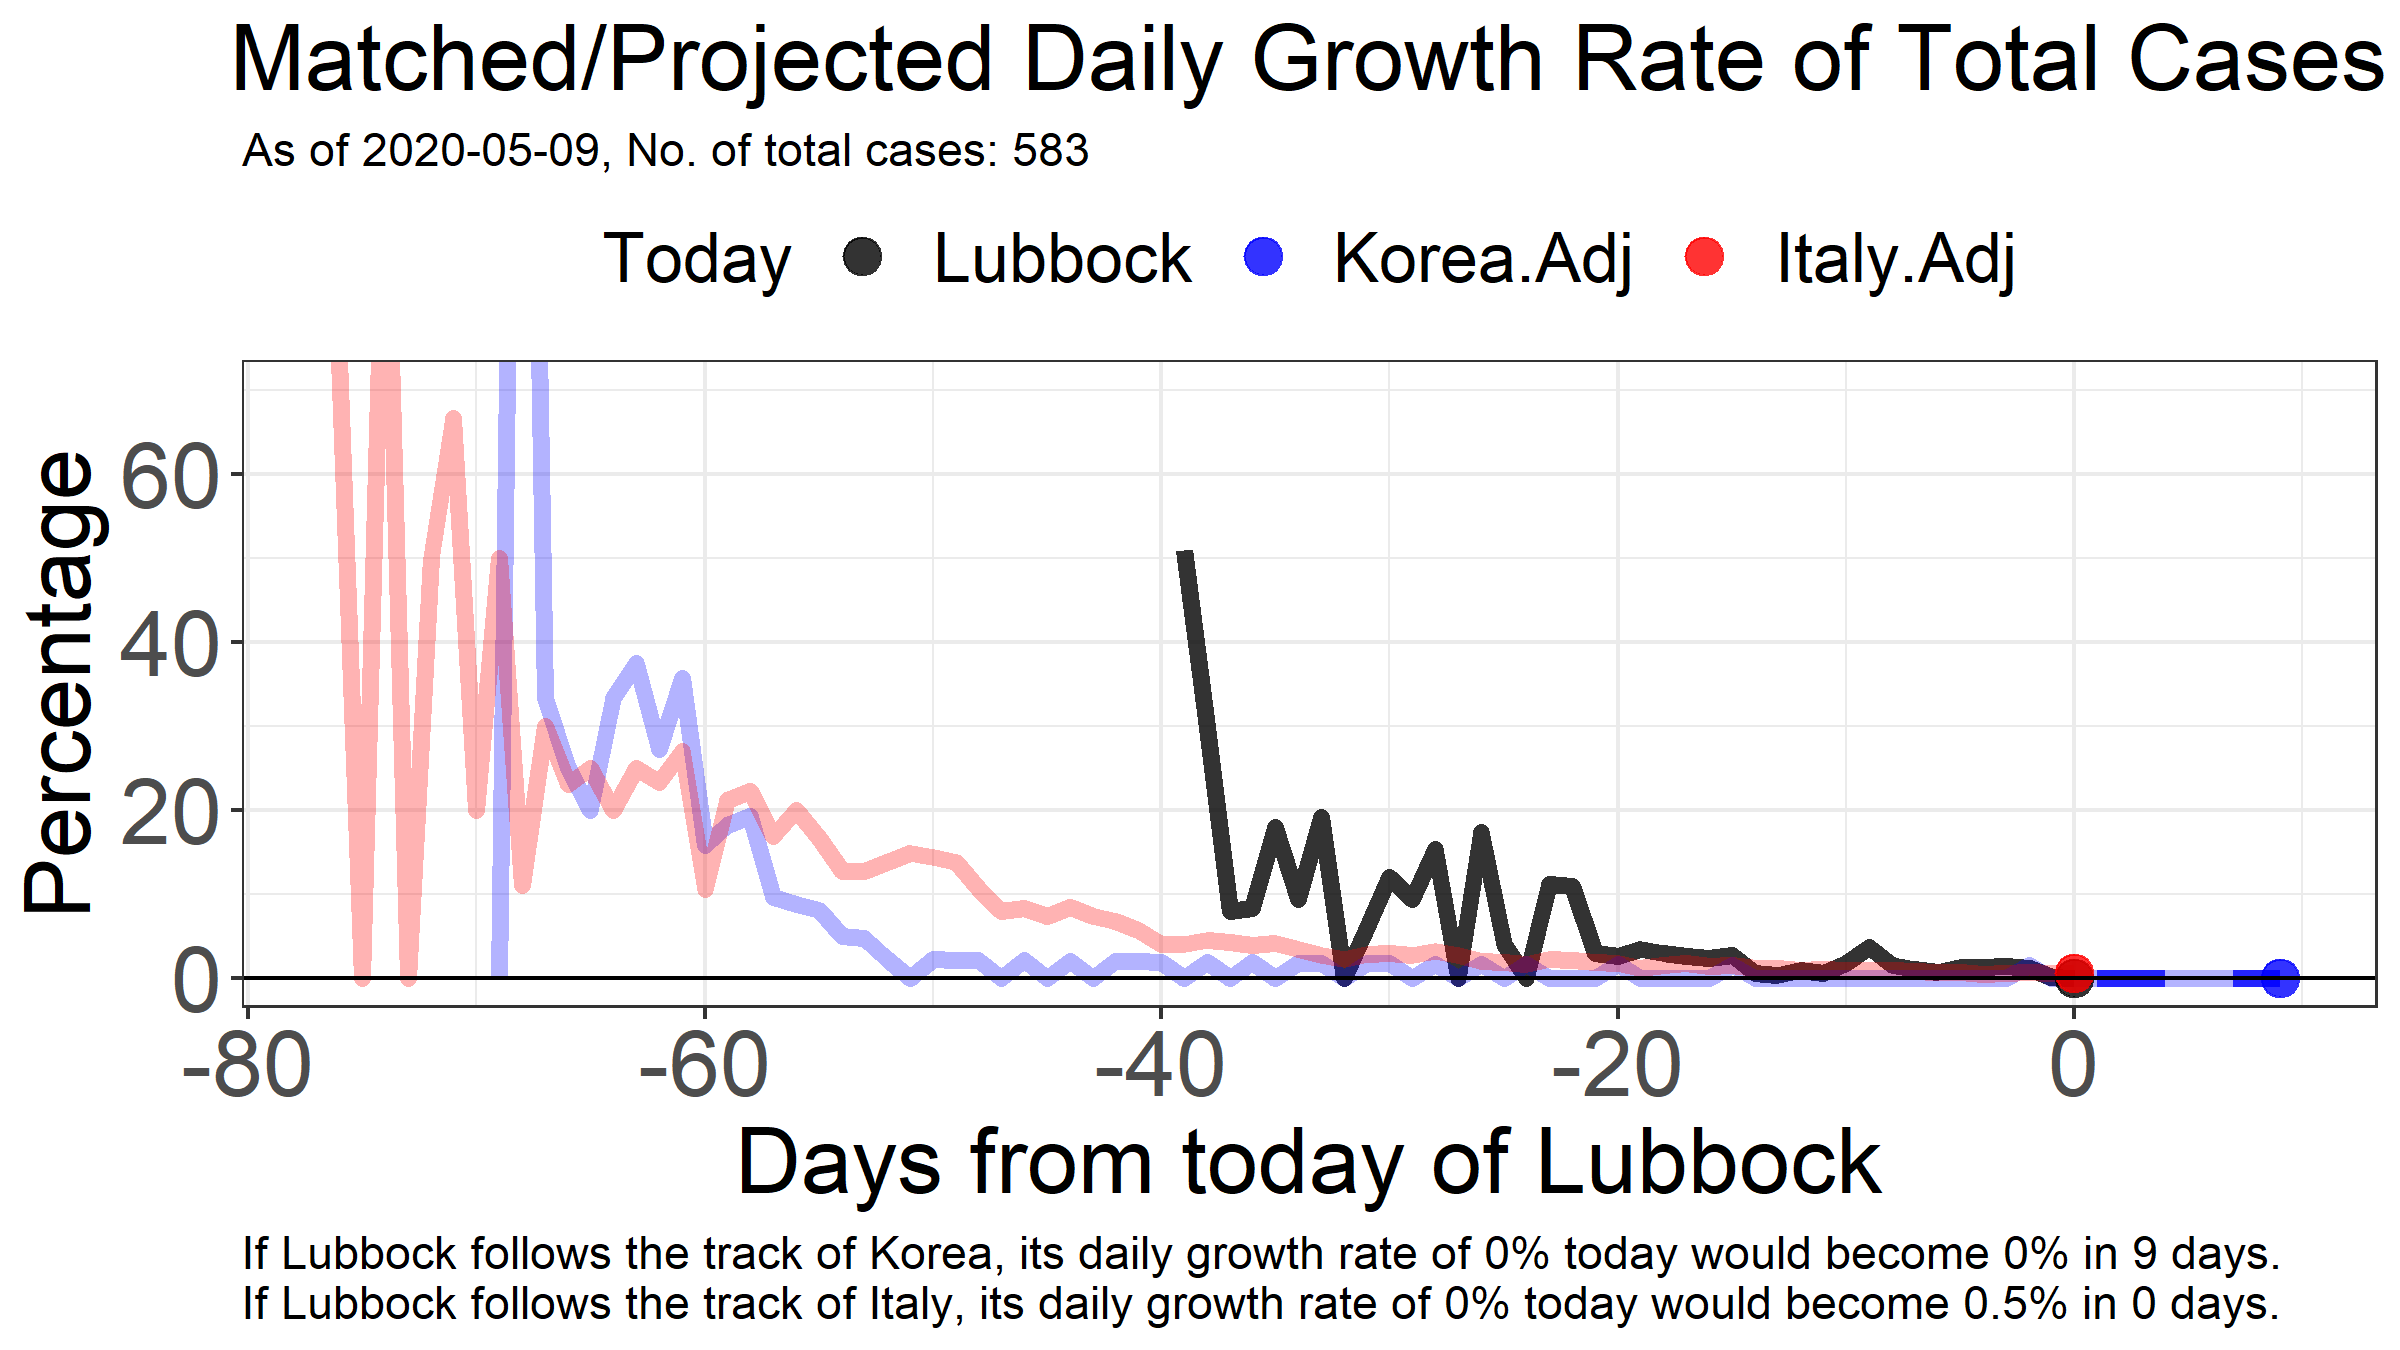 Matched/Projected Daily Growth Rate of Total Cases
As of 2020-05-09, No. of total cases: 583
Today Lubbock Korea.Adj Italy.Adj
Percentage
60
40
20
0
-80 -60 -40 -20 0
Days from today of Lubbock
If Lubbock follows the track of Korea, its daily growth rate of 0% today would become 0% in 9 days.
If Lubbock follows the track of Italy, its daily growth rate of 0% today would become 0.5% in 0 days.